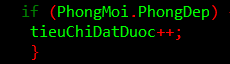 if (PhongMoi.PhongDep)
tieuChiDatDuoc++;
}